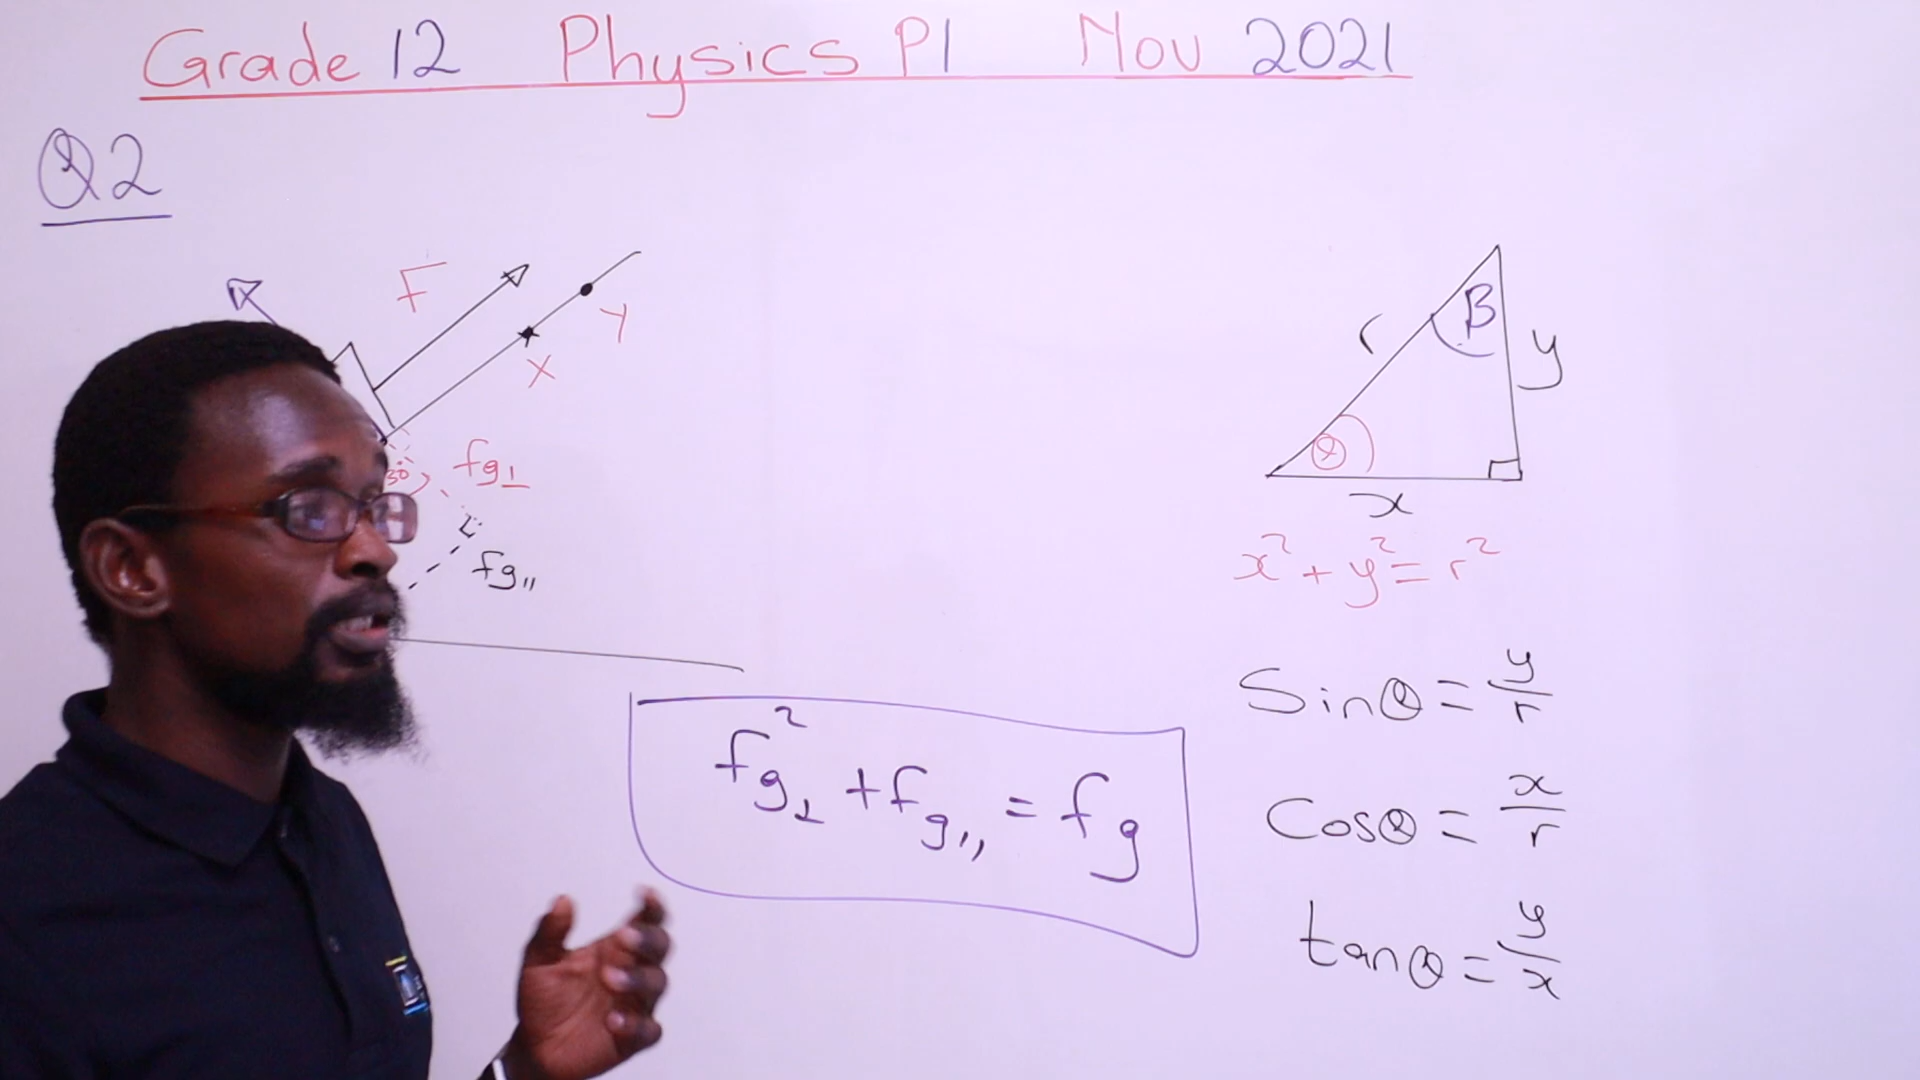 Grade 12 Physics P1 Nov 2021
Q2
F
Y
X
30° fg⊥
fg||
β
r
y
θ
x
x² + y² = r²
Sinθ = y/r
fg⊥² + fg|| = fg
Cosθ = x/r
tanθ = y/x